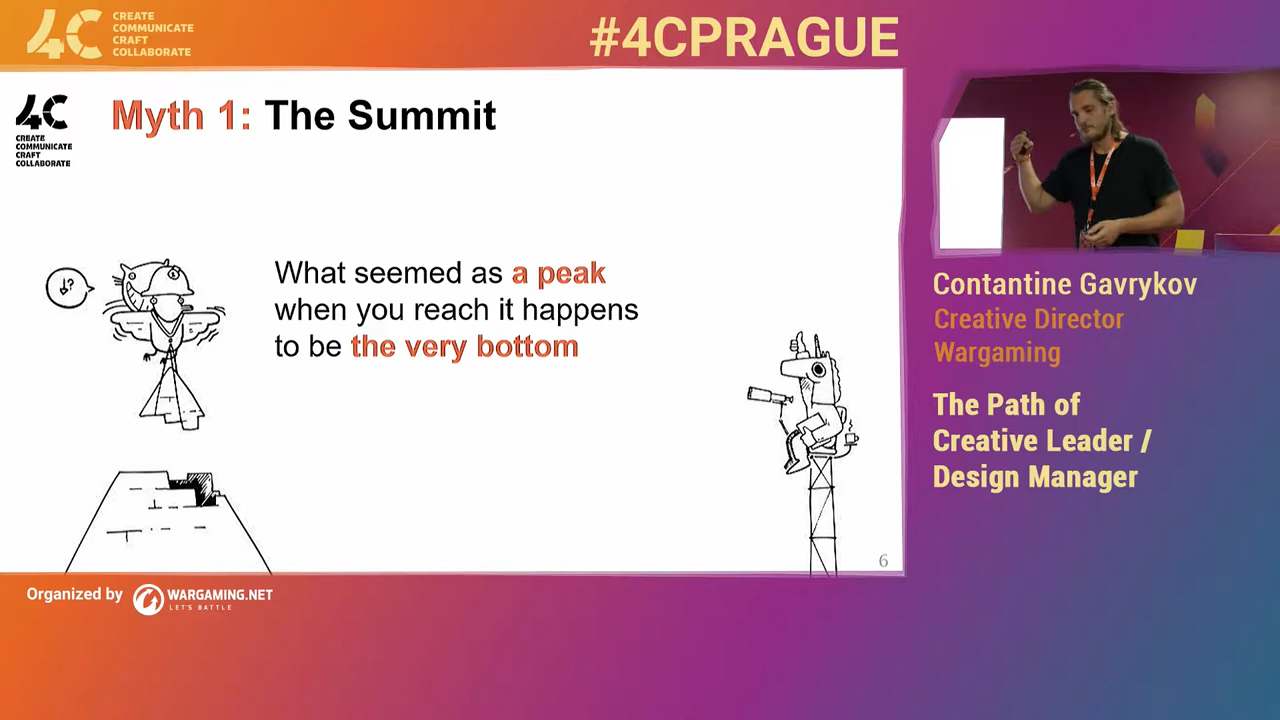 4C
CREATE
COMMUNICATE
CRAFT
COLLABORATE
#4CPRAGUE
4C
CREATE
COMMUNICATE
CRAFT
COLLABORATE
Myth 1: The Summit
↓?
What seemed as a peak
when you reach it happens
to be the very bottom
6
Contantine Gavrykov
Creative Director
Wargaming
The Path of
Creative Leader /
Design Manager
Organized by
WARGAMING.NET
LET'S BATTLE